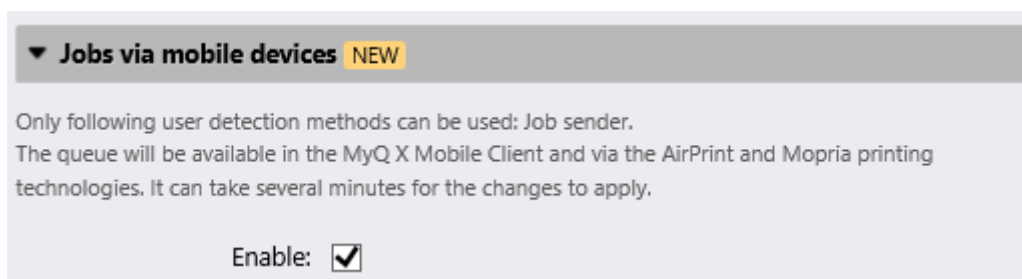 Jobs via mobile devices NEW
Only following user detection methods can be used: Job sender.
The queue will be available in the MyQ X Mobile Client and via the AirPrint and Mopria printing
technologies. It can take several minutes for the changes to apply.
Enable: